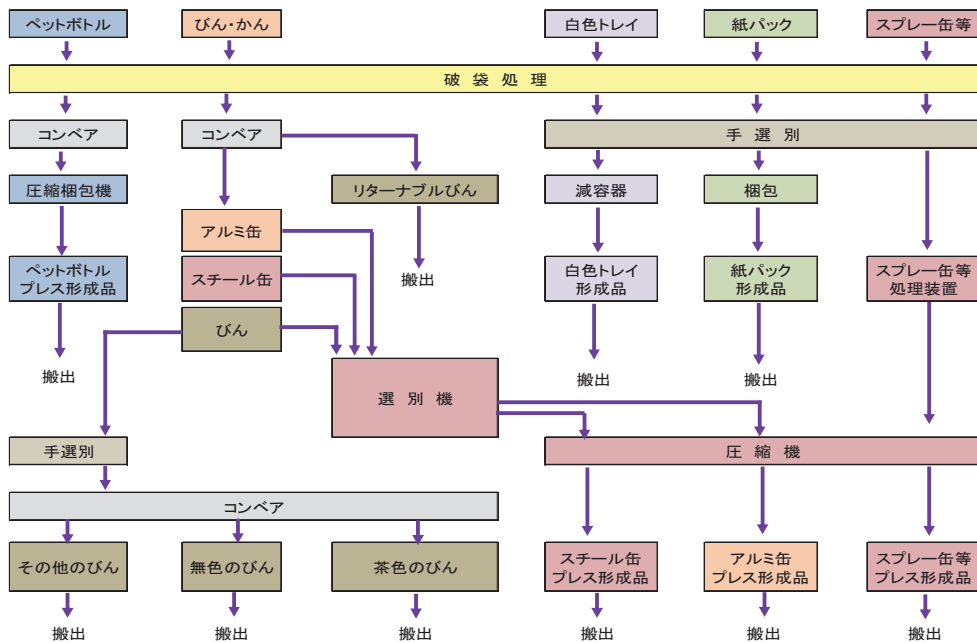 ペットボトル
びん・かん
白色トレイ
紙パック
スプレー缶等
破袋処理
コンベア
コンベア
手選別
圧縮梱包機
リターナブルびん
減容器
梱包
アルミ缶
ペットボトル
プレス形成品
スチール缶
搬出
白色トレイ
形成品
紙パック
形成品
スプレー缶等
処理装置
びん
搬出
選別機
搬出
搬出
手選別
圧縮機
コンベア
その他のびん
無色のびん
茶色のびん
スチール缶
プレス形成品
アルミ缶
プレス形成品
スプレー缶等
プレス形成品
搬出
搬出
搬出
搬出
搬出
搬出